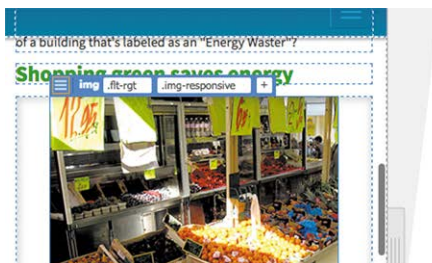 of a building that's labeled as an "Energy Waster"?
Shopping green saves energy
img .flt-rgt .img-responsive +